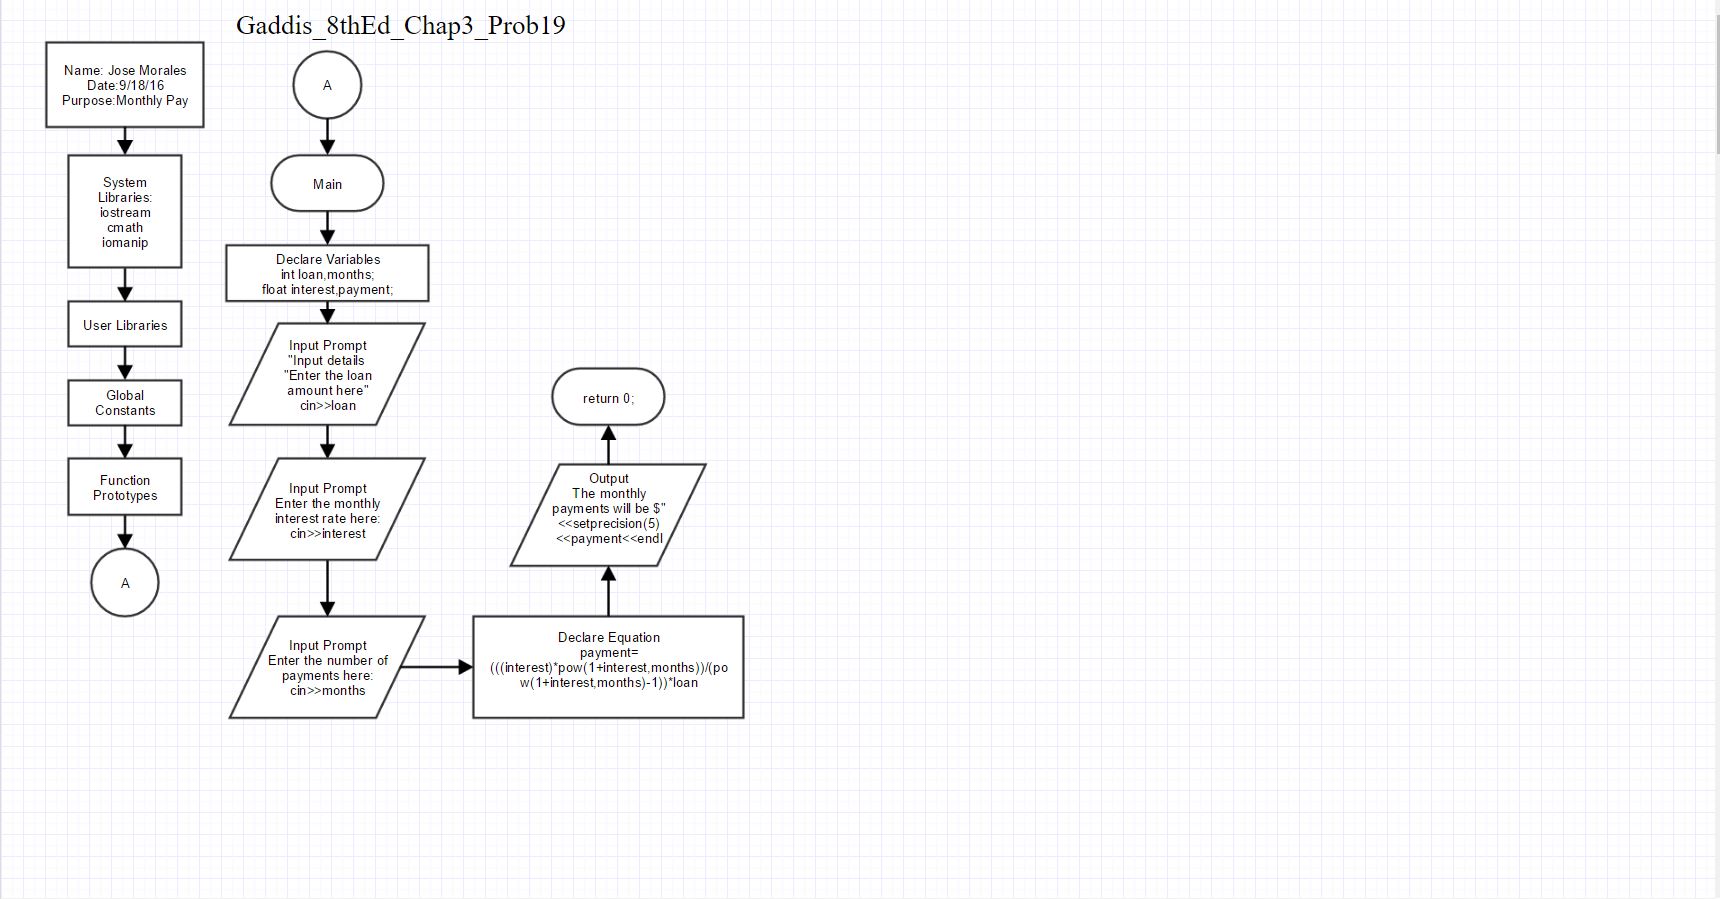 Gaddis_8thEd_Chap3_Prob19
Name: Jose Morales
Date:9/18/16
Purpose:Monthly Pay
System
Libraries:
iostream
cmath
iomanip
User Libraries
Global
Constants
Function
Prototypes
A
A
Main
Declare Variables
int loan,months;
float interest,payment;
Input Prompt
"Input details
"Enter the loan
amount here"
cin>>loan
Input Prompt
Enter the monthly
interest rate here:
cin>>interest
Input Prompt
Enter the number of
payments here:
cin>>months
Declare Equation
payment=
(((interest)*pow(1+interest,months))/(po
w(1+interest,months)-1))*loan
Output
The monthly
payments will be $"
<<setprecision(5)
<<payment<<endl
return 0;